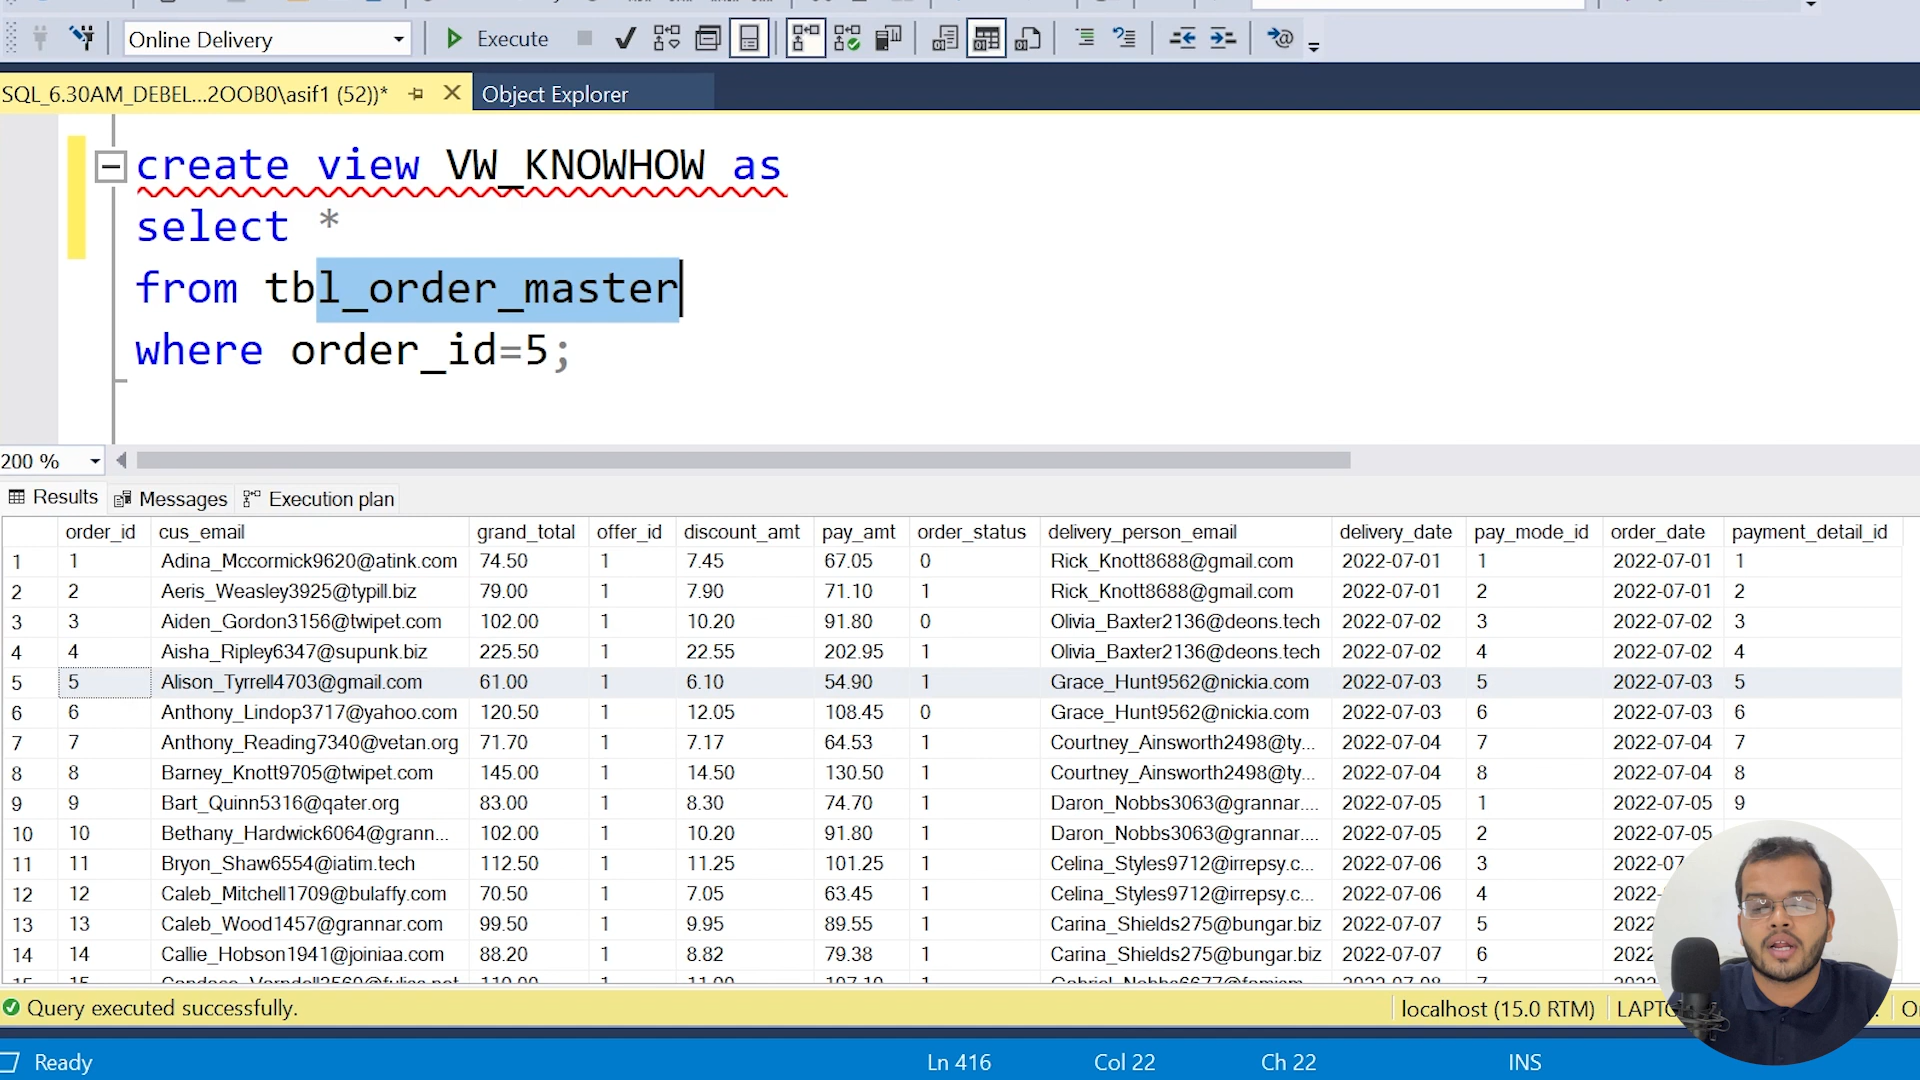 Online Delivery
Execute
SQL_6.30AM_DEBEL...2OOB0\asif1 (52))*
Object Explorer
create view VW_KNOWHOW as
select *
from tbl_order_master
where order_id=5;
200 %
Results Messages Execution plan
order_id cus_email grand_total offer_id discount_amt pay_amt order_status delivery_person_email delivery_date pay_mode_id order_date payment_detail_id
1 1 Adina_Mccormick9620@atink.com 74.50 1 7.45 67.05 0 Rick_Knott8688@gmail.com 2022-07-01 1 2022-07-01 1
2 2 Aeris_Weasley3925@typill.biz 79.00 1 7.90 71.10 1 Rick_Knott8688@gmail.com 2022-07-01 2 2022-07-01 2
3 3 Aiden_Gordon3156@twipet.com 102.00 1 10.20 91.80 0 Olivia_Baxter2136@deons.tech 2022-07-02 3 2022-07-02 3
4 4 Aisha_Ripley6347@supunk.biz 225.50 1 22.55 202.95 1 Olivia_Baxter2136@deons.tech 2022-07-02 4 2022-07-02 4
5 5 Alison_Tyrrell4703@gmail.com 61.00 1 6.10 54.90 1 Grace_Hunt9562@nickia.com 2022-07-03 5 2022-07-03 5
6 6 Anthony_Lindop3717@yahoo.com 120.50 1 12.05 108.45 0 Grace_Hunt9562@nickia.com 2022-07-03 6 2022-07-03 6
7 7 Anthony_Reading7340@vetan.org 71.70 1 7.17 64.53 1 Courtney_Ainsworth2498@ty... 2022-07-04 7 2022-07-04 7
8 8 Barney_Knott9705@twipet.com 145.00 1 14.50 130.50 1 Courtney_Ainsworth2498@ty... 2022-07-04 8 2022-07-04 8
9 9 Bart_Quinn5316@qater.org 83.00 1 8.30 74.70 1 Daron_Nobbs3063@grannar.... 2022-07-05 1 2022-07-05 9
10 10 Bethany_Hardwick6064@grann... 102.00 1 10.20 91.80 1 Daron_Nobbs3063@grannar.... 2022-07-05 2 2022-07-05
11 11 Bryon_Shaw6554@iatim.tech 112.50 1 11.25 101.25 1 Celina_Styles9712@irrepsy.c... 2022-07-06 3 2022-07
12 12 Caleb_Mitchell1709@bulaffy.com 70.50 1 7.05 63.45 1 Celina_Styles9712@irrepsy.c... 2022-07-06 4 2022-0
13 13 Caleb_Wood1457@grannar.com 99.50 1 9.95 89.55 1 Carina_Shields275@bungar.biz 2022-07-07 5 2022
14 14 Callie_Hobson1941@joiniaa.com 88.20 1 8.82 79.38 1 Carina_Shields275@bungar.biz 2022-07-07 6 2022
Query executed successfully. localhost (15.0 RTM)
Ready Ln 416 Col 22 Ch 22 INS